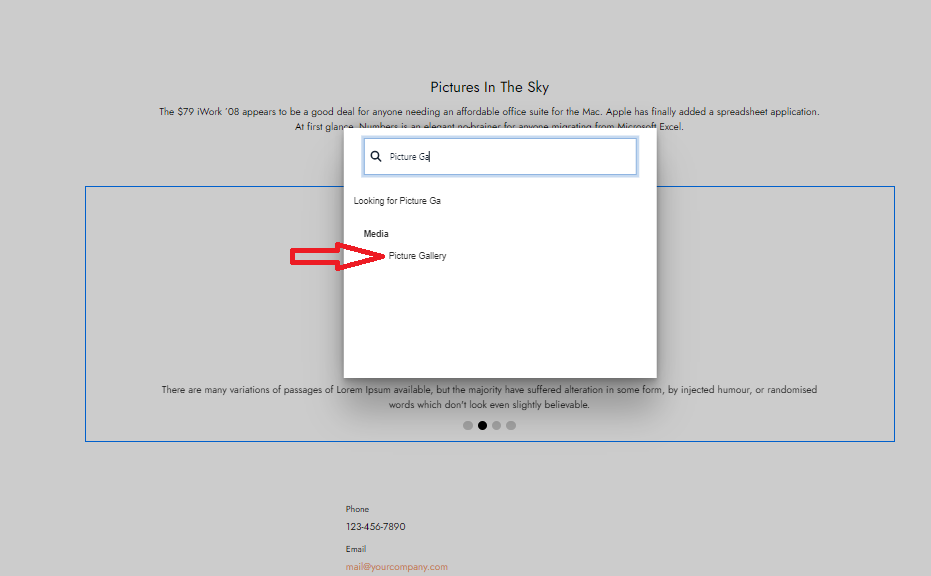 Pictures In The Sky
The $79 iWork '08 appears to be a good deal for anyone needing an affordable office suite for the Mac. Apple has finally added a spreadsheet application.
At first glance, Numbers is an elegant no-brainer for anyone migrating from Microsoft Excel.
Picture Ga
Looking for Picture Ga
Media
Picture Gallery
There are many variations of passages of Lorem Ipsum available, but the majority have suffered alteration in some form, by injected humour, or randomised
words which don't look even slightly believable.
Phone
123-456-7890
Email
mail@yourcompany.com